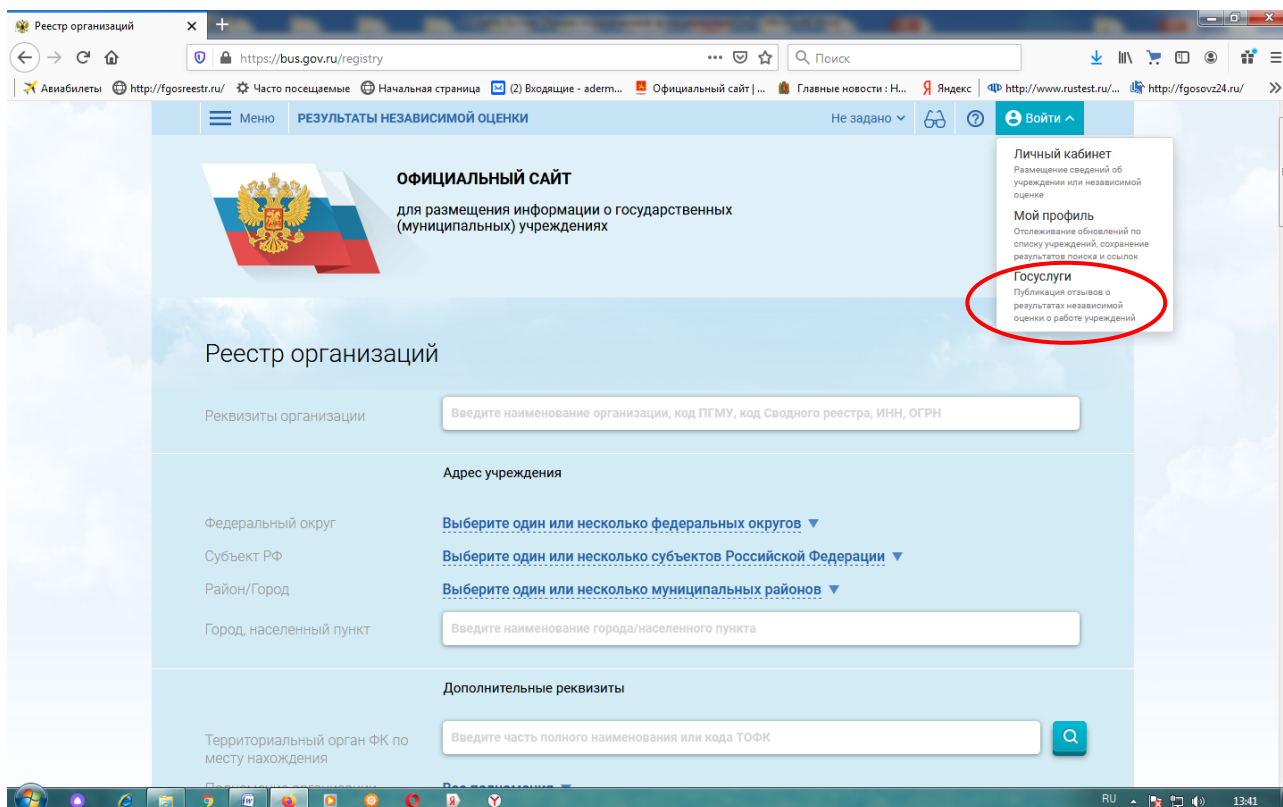 Реестр организаций
https://bus.gov.ru/registry
Поиск
Авиабилеты http://fgosreestr.ru/ Часто посещаемые Начальная страница (2) Входящие - aderm... Официальный сайт | ... Главные новости : Н... Яндекс http://www.rustest.ru/... http://fgosovz24.ru/
Меню РЕЗУЛЬТАТЫ НЕЗАВИСИМОЙ ОЦЕНКИ Не задано Войти
Личный кабинет
Размещение сведений об
учреждении или независимой
оценке
Мой профиль
Отслеживание обновлений по
списку учреждений, сохранение
результатов поиска и ссылок
Госуслуги
Публикация отзывов о
результатах независимой
оценки о работе учреждений
ОФИЦИАЛЬНЫЙ САЙТ
для размещения информации о государственных
(муниципальных) учреждениях
Реестр организаций
Реквизиты организации Введите наименование организации, код ПГМУ, код Сводного реестра, ИНН, ОГРН
Адрес учреждения
Федеральный округ Выберите один или несколько федеральных округов
Субъект РФ Выберите один или несколько субъектов Российской Федерации
Район/Город Выберите один или несколько муниципальных районов
Город, населенный пункт Введите наименование города/населенного пункта
Дополнительные реквизиты
Территориальный орган ФК по
месту нахождения
Введите часть полного наименования или кода ТОФК
RU 13:41